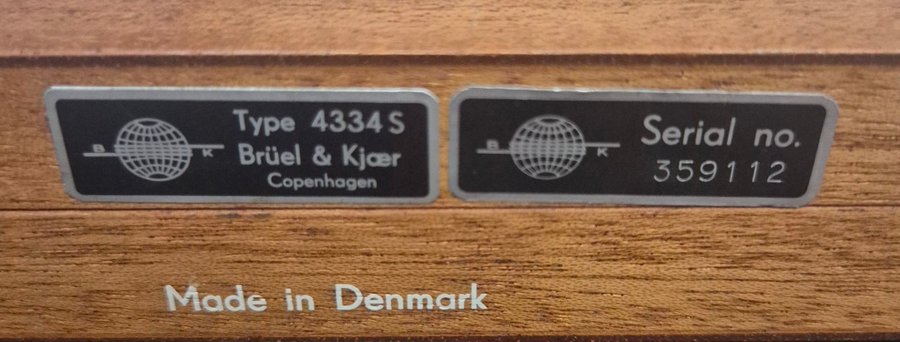 B K
Type 4334 S
Brüel & Kjær
Copenhagen
B K
Serial no.
359112
Made in Denmark